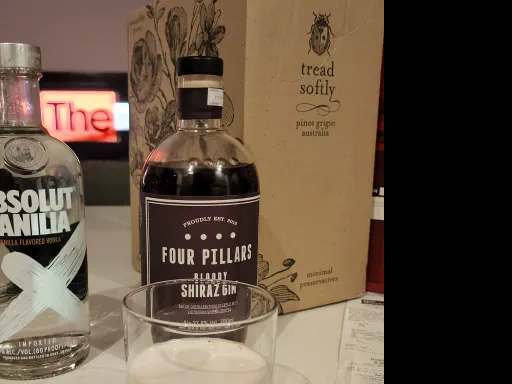 tread
softly
pinot grigio
australia
minimal
preservatives
The
BSOLUT
ANILIA
VANILLA FLAVORED VODKA
IMPORTED
PROUDLY EST. 2013
FOUR PILLARS
BLOODY
SHIRAZ GIN